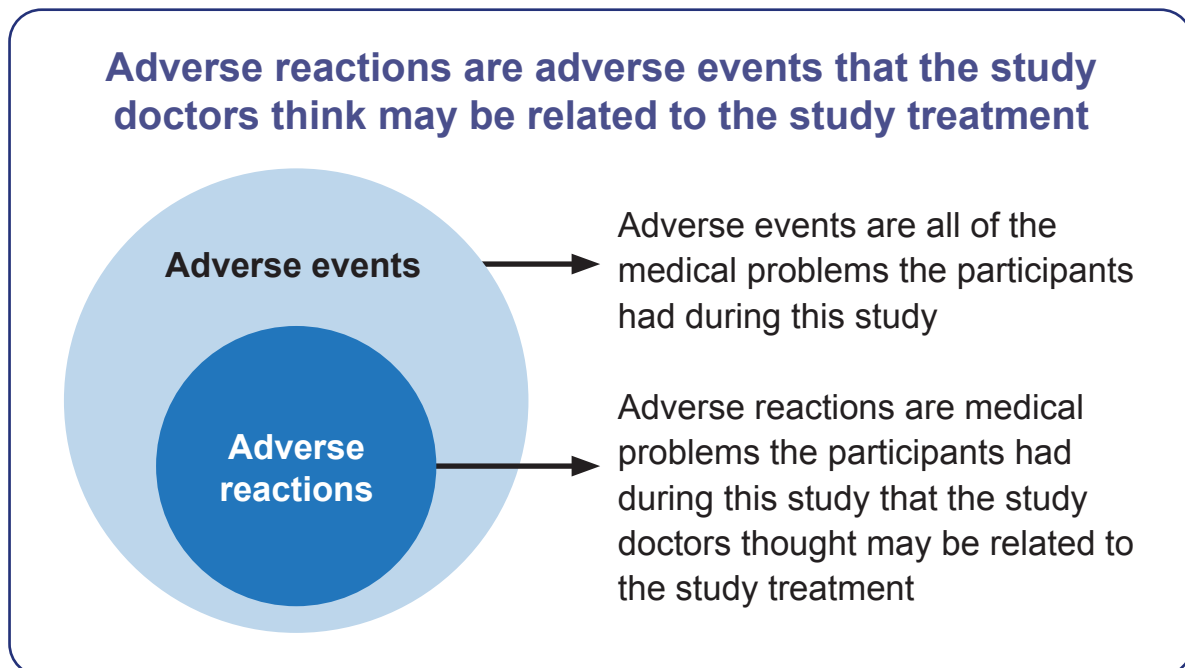 Adverse reactions are adverse events that the study
doctors think may be related to the study treatment
Adverse events
Adverse events are all of the
medical problems the participants
had during this study
Adverse
reactions
Adverse reactions are medical
problems the participants had
during this study that the study
doctors thought may be related to
the study treatment